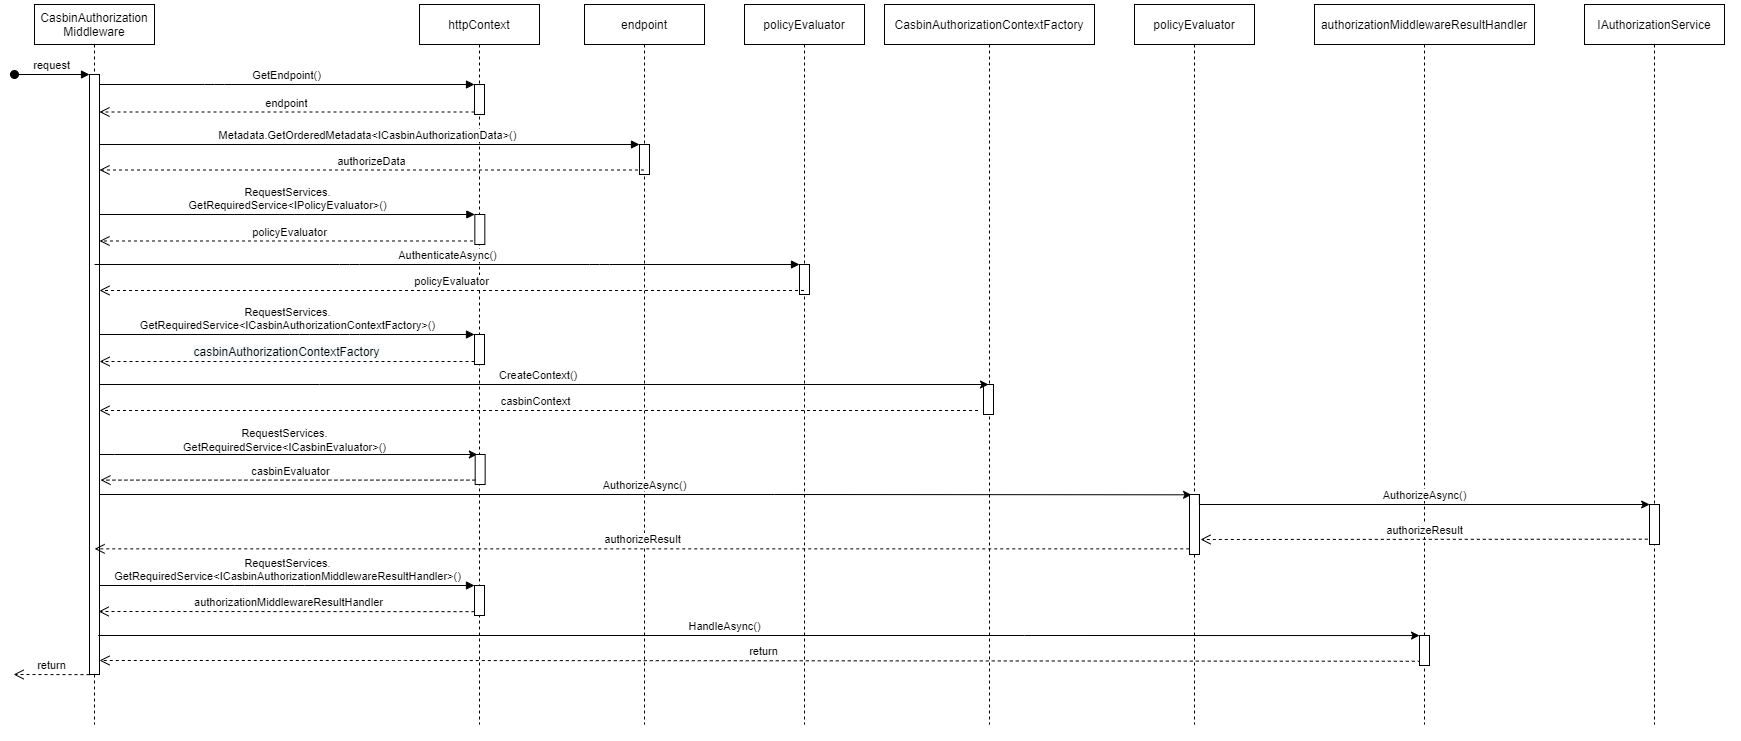 CasbinAuthorization
Middleware
httpContext
endpoint
policyEvaluator
CasbinAuthorizationContextFactory
policyEvaluator
authorizationMiddlewareResultHandler
IAuthorizationService
request
GetEndpoint()
endpoint
Metadata.GetOrderedMetadata<ICasbinAuthorizationData>()
authorizeData
RequestServices.
GetRequiredService<IPolicyEvaluator>()
policyEvaluator
AuthenticateAsync()
policyEvaluator
RequestServices.
GetRequiredService<ICasbinAuthorizationContextFactory>()
casbinAuthorizationContextFactory
CreateContext()
casbinContext
RequestServices.
GetRequiredService<ICasbinEvaluator>()
casbinEvaluator
AuthorizeAsync()
AuthorizeAsync()
authorizeResult
authorizeResult
RequestServices.
GetRequiredService<ICasbinAuthorizationMiddlewareResultHandler>()
authorizationMiddlewareResultHandler
HandleAsync()
return
return